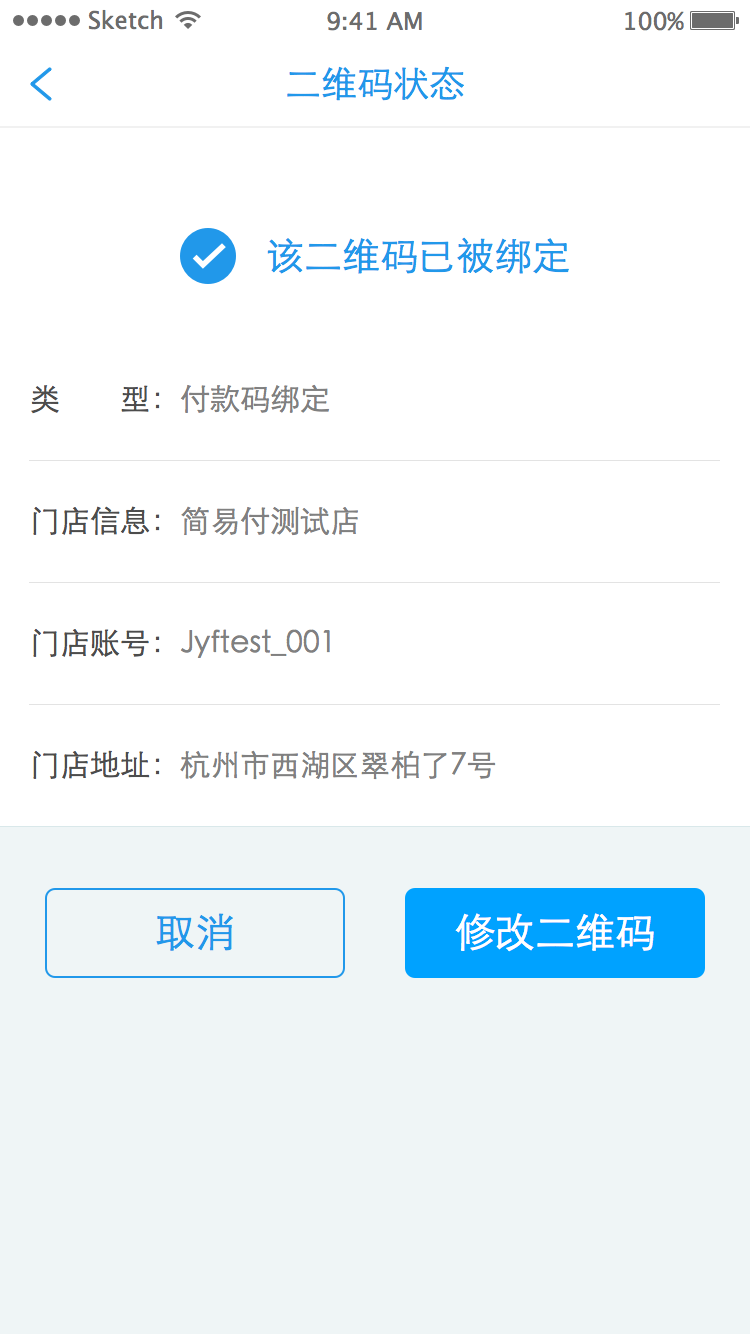 Sketch 9:41 AM 100%
二维码状态
该二维码已被绑定
类 型：付款码绑定
门店信息：简易付测试店
门店账号：Jyftest_001
门店地址：杭州市西湖区翠柏了7号
取消 修改二维码